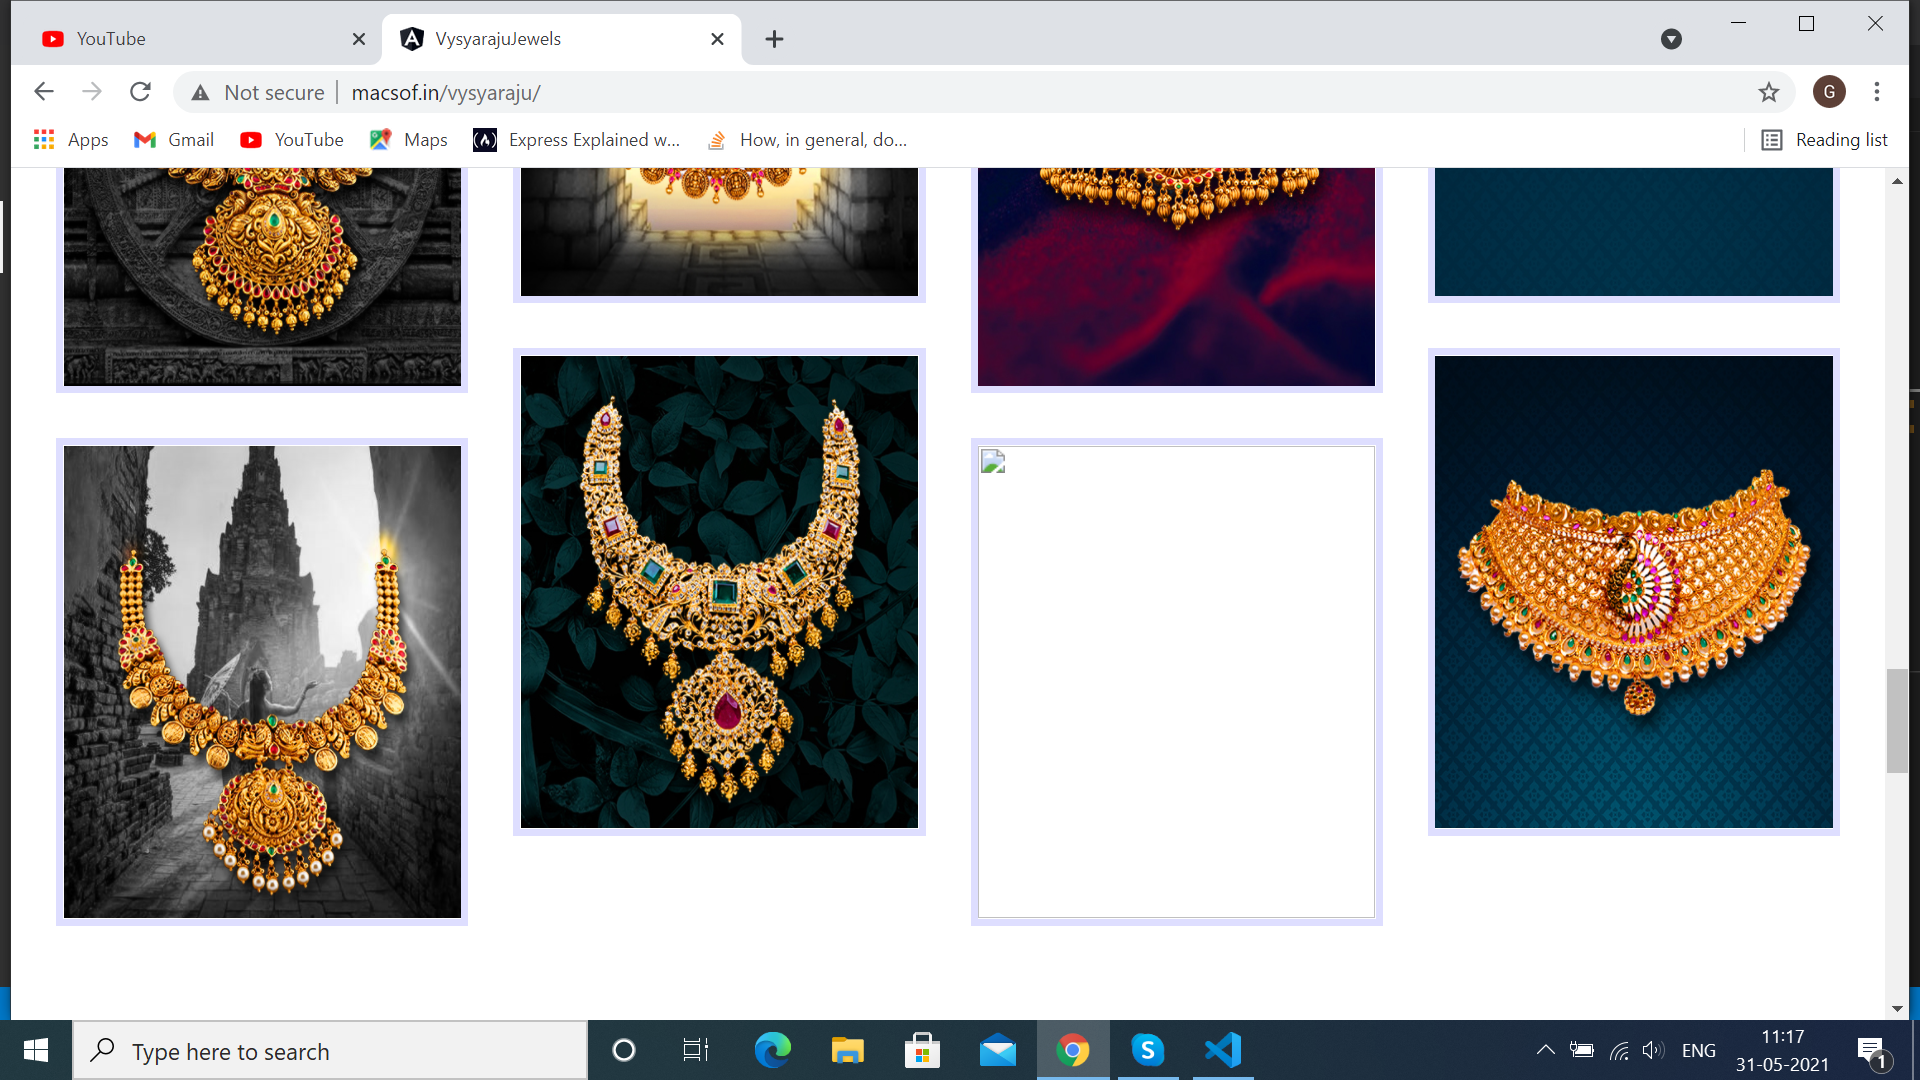 YouTube
VysyarajuJewels
Not secure
macsof.in/vysyaraju/
G
Apps
Gmail
YouTube
Maps
Express Explained w...
How, in general, do...
Reading list
Type here to search
S
ENG
11:17
31-05-2021
1